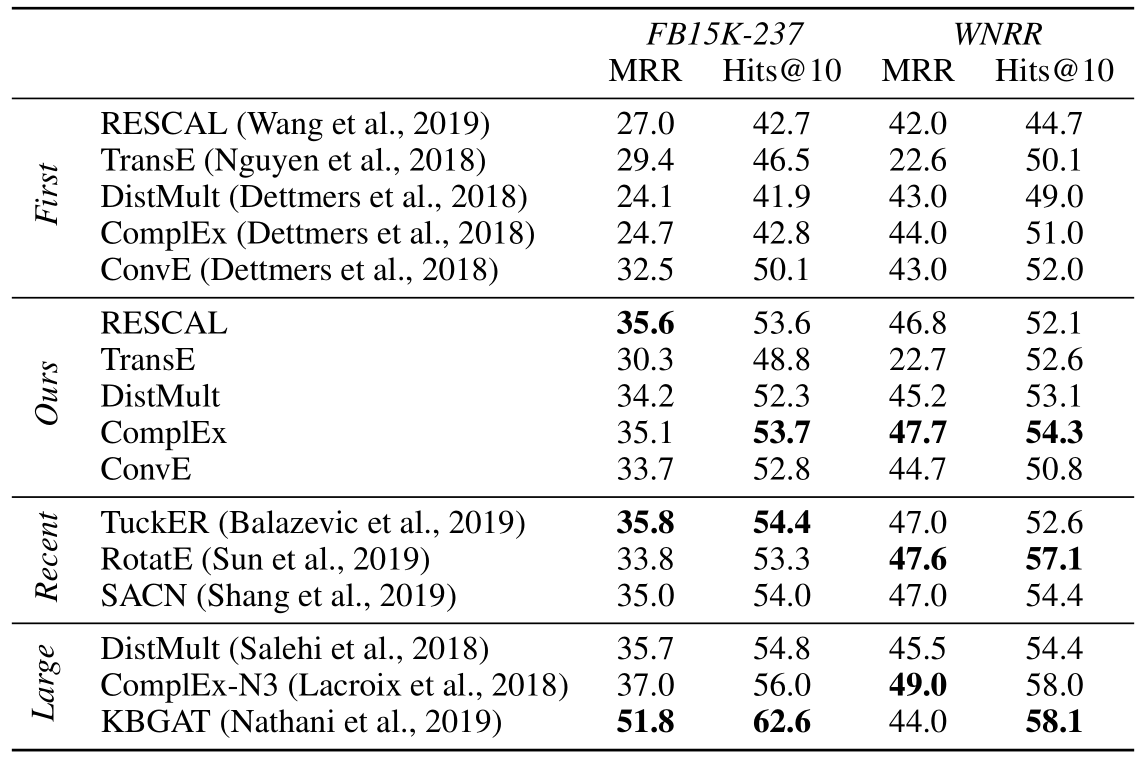 FB15K-237 WNRR
MRR Hits@10 MRR Hits@10
First
RESCAL (Wang et al., 2019) 27.0 42.7 42.0 44.7
TransE (Nguyen et al., 2018) 29.4 46.5 22.6 50.1
DistMult (Dettmers et al., 2018) 24.1 41.9 43.0 49.0
ComplEx (Dettmers et al., 2018) 24.7 42.8 44.0 51.0
ConvE (Dettmers et al., 2018) 32.5 50.1 43.0 52.0
Ours
RESCAL 35.6 53.6 46.8 52.1
TransE 30.3 48.8 22.7 52.6
DistMult 34.2 52.3 45.2 53.1
ComplEx 35.1 53.7 47.7 54.3
ConvE 33.7 52.8 44.7 50.8
Recent
TuckER (Balazevic et al., 2019) 35.8 54.4 47.0 52.6
RotatE (Sun et al., 2019) 33.8 53.3 47.6 57.1
SACN (Shang et al., 2019) 35.0 54.0 47.0 54.4
Large
DistMult (Salehi et al., 2018) 35.7 54.8 45.5 54.4
ComplEx-N3 (Lacroix et al., 2018) 37.0 56.0 49.0 58.0
KBGAT (Nathani et al., 2019) 51.8 62.6 44.0 58.1